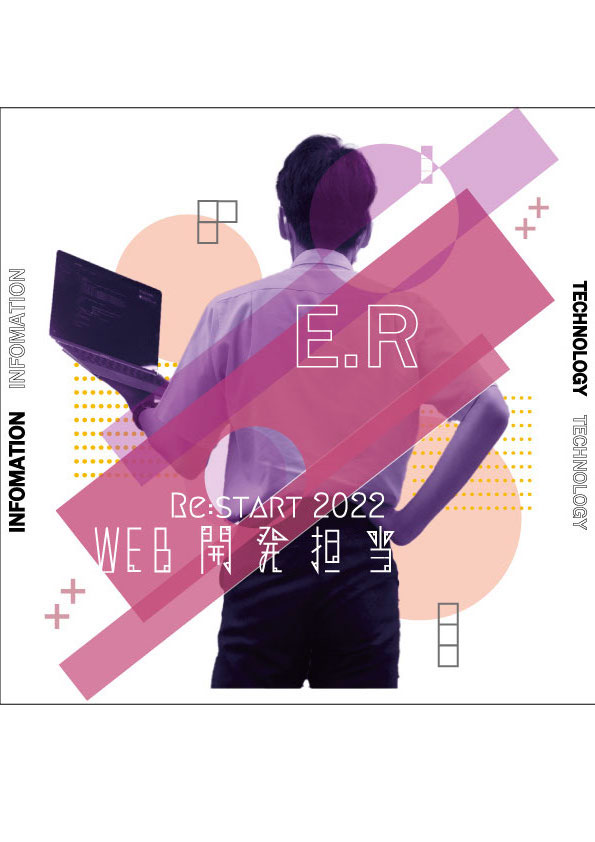 INFOMATION INFOMATION
E.R
Re:START 2022
WEB開発担当
TECHNOLOGY TECHNOLOGY